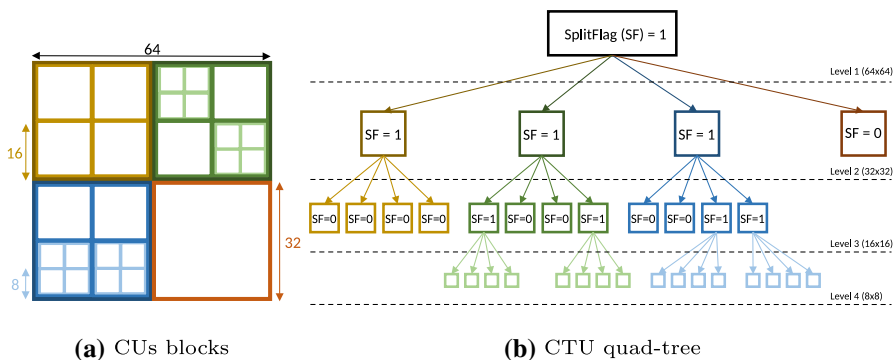 64
16
8
32
SplitFlag (SF) = 1
Level 1 (64x64)
SF = 1
SF = 1
SF = 1
SF = 0
Level 2 (32x32)
SF=0 SF=0 SF=0 SF=0 SF=1 SF=0 SF=0 SF=1 SF=0 SF=0 SF=1 SF=1
Level 3 (16x16)
Level 4 (8x8)
(a) CUs blocks
(b) CTU quad-tree